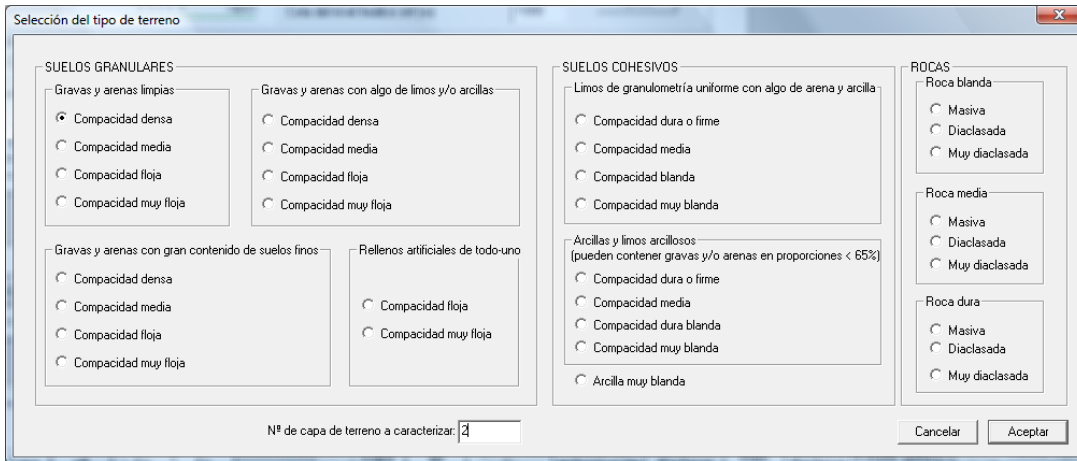 Selección del tipo de terreno
SUELOS GRANULARES
Gravas y arenas limpias
Compacidad densa
Compacidad media
Compacidad floja
Compacidad muy floja
Gravas y arenas con algo de limos y/o arcillas
Compacidad densa
Compacidad media
Compacidad floja
Compacidad muy floja
Gravas y arenas con gran contenido de suelos finos
Compacidad densa
Compacidad media
Compacidad floja
Compacidad muy floja
Rellenos artificiales de todo-uno
Compacidad floja
Compacidad muy floja
SUELOS COHESIVOS
Limos de granulometría uniforme con algo de arena y arcilla
Compacidad dura o firme
Compacidad media
Compacidad blanda
Compacidad muy blanda
Arcillas y limos arcillosos
(pueden contener gravas y/o arenas en proporciones < 65%)
Compacidad dura o firme
Compacidad media
Compacidad dura blanda
Compacidad muy blanda
Arcilla muy blanda
ROCAS
Roca blanda
Masiva
Diaclasada
Muy diaclasada
Roca media
Masiva
Diaclasada
Muy diaclasada
Roca dura
Masiva
Diaclasada
Muy diaclasada
Nº de capa de terreno a caracterizar: 2
Cancelar
Aceptar